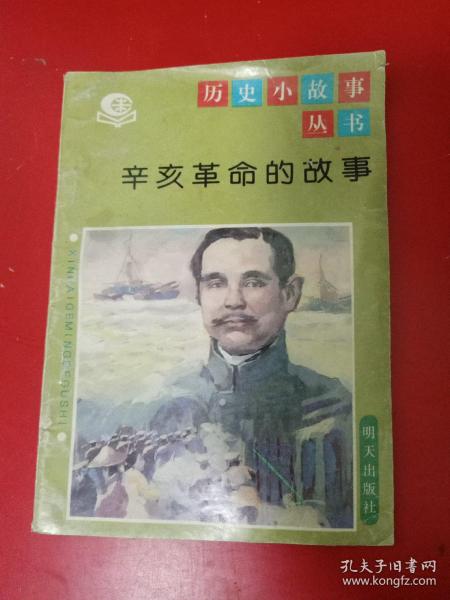 历史小故事
丛书
辛亥革命的故事
XINHAIGEMINGDEGUSHI
明天出版社
孔夫子旧书网
www.kongfz.com